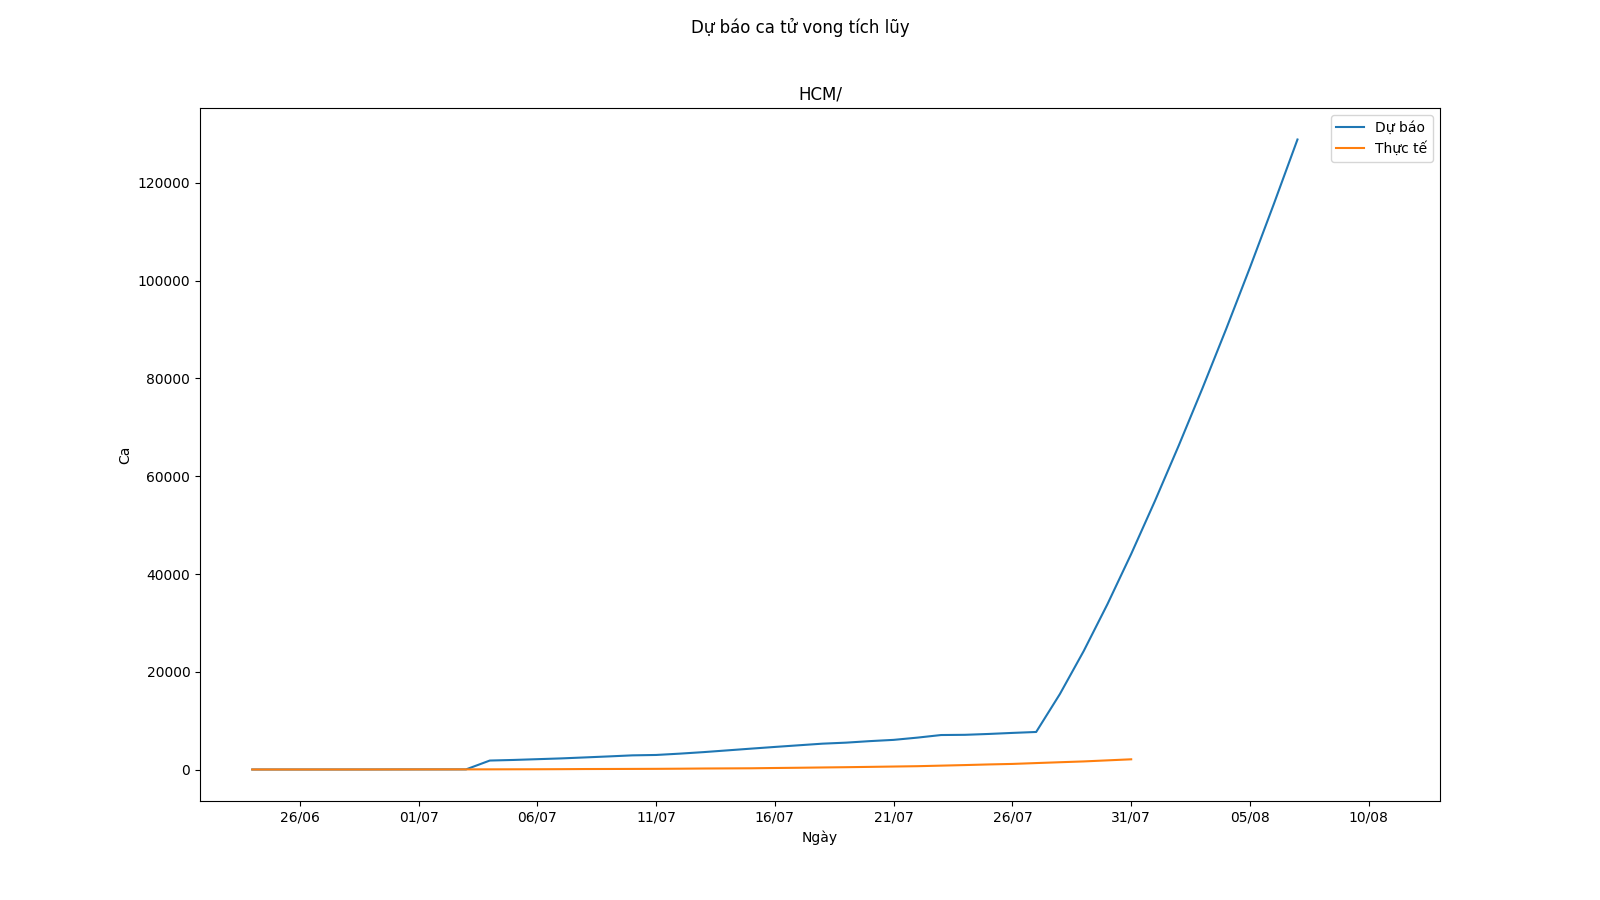 Dự báo ca tử vong tích lũy
HCM/
Dự báo
Thực tế
120000
100000
80000
60000
40000
20000
0
Ca
26/06
01/07
06/07
11/07
16/07
21/07
26/07
31/07
05/08
10/08
Ngày